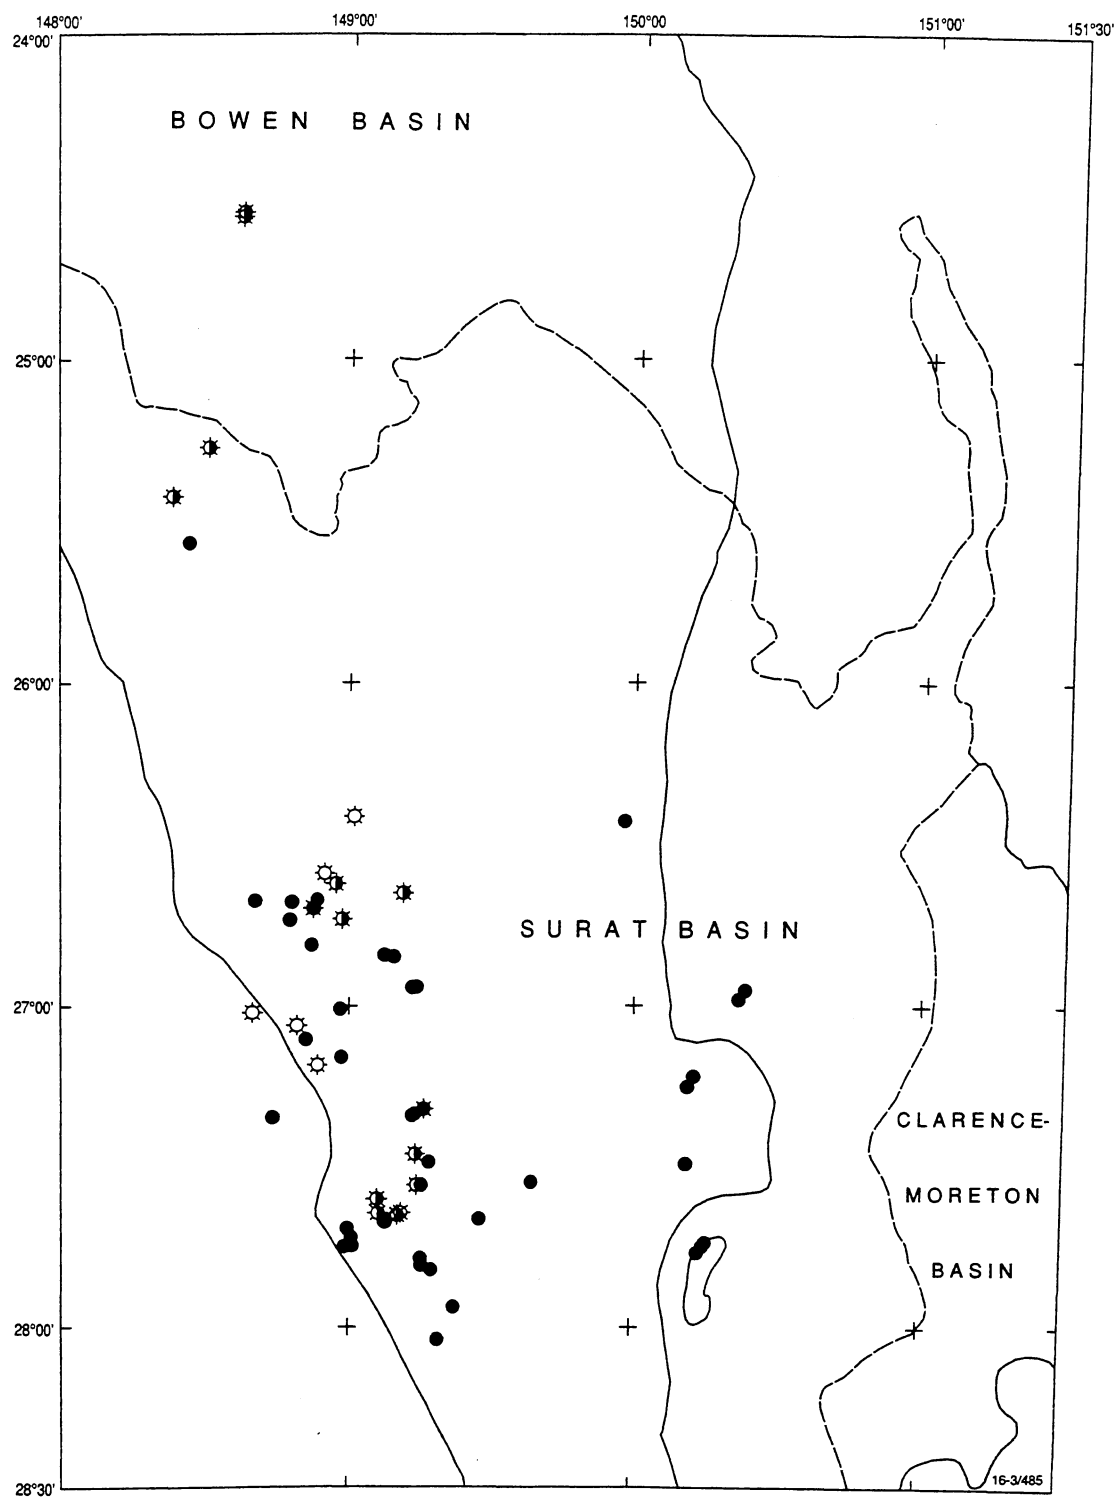 148°00' 149°00' 150°00' 151°00' 151°30'
24°00'
BOWEN BASIN
25°00'
26°00'
SURAT BASIN
27°00'
CLARENCE-
MORETON
BASIN
28°00'
16-3/485
28°30'